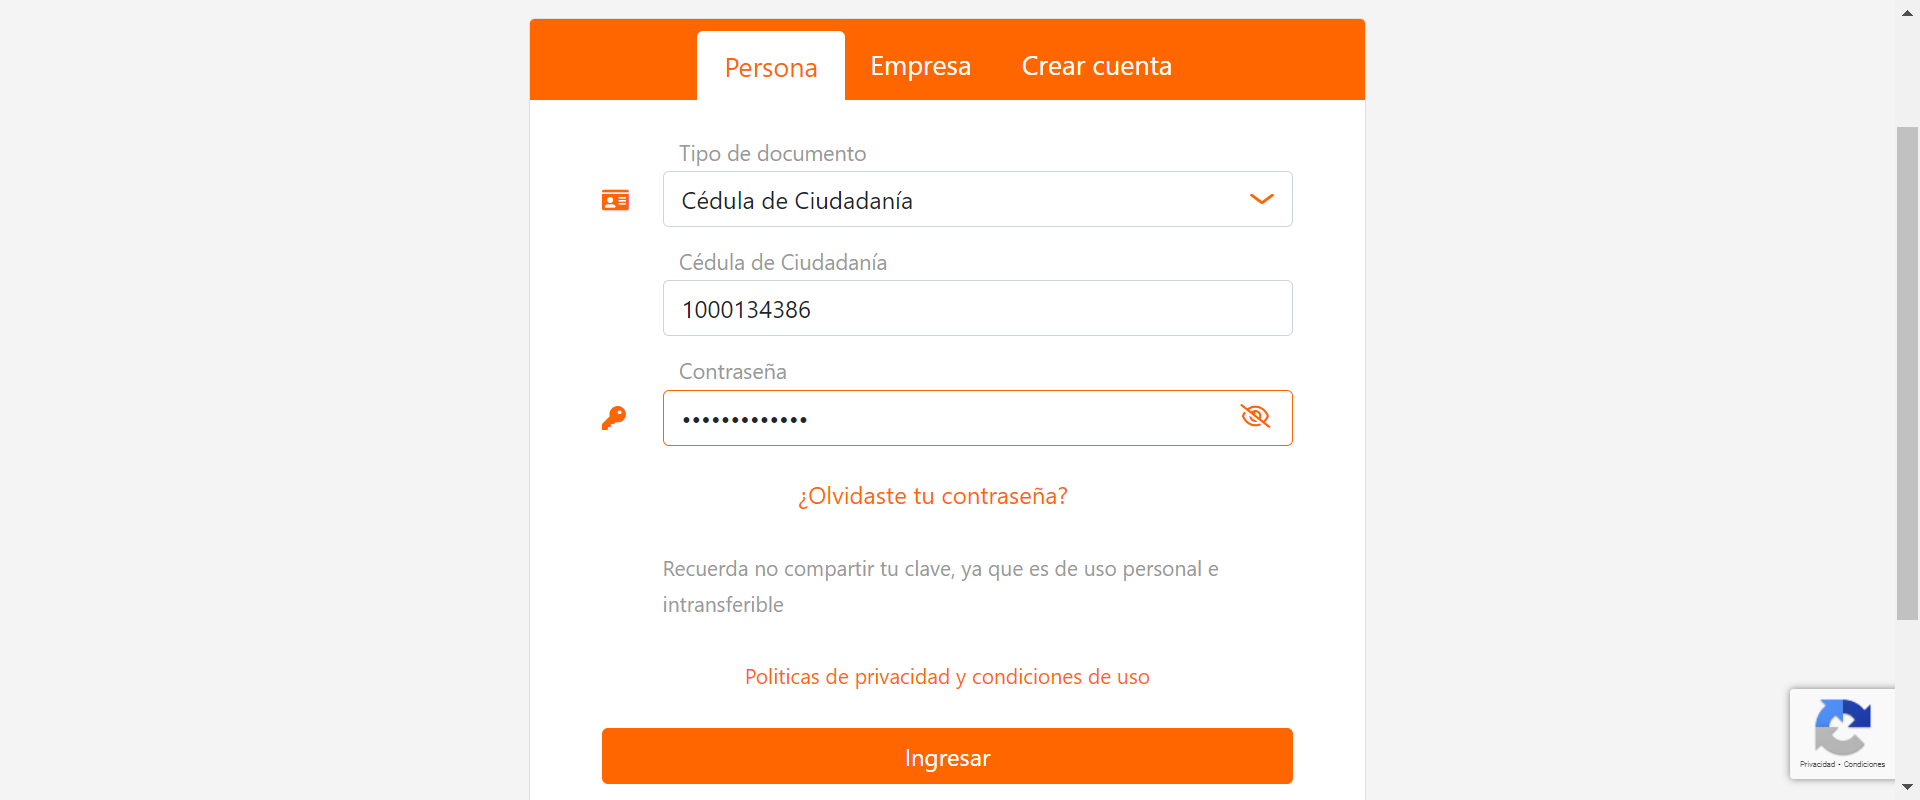 Persona Empresa Crear cuenta
Tipo de documento
Cédula de Ciudadanía
Cédula de Ciudadanía
1000134386
Contraseña
•••••••••••••
¿Olvidaste tu contraseña?
Recuerda no compartir tu clave, ya que es de uso personal e
intransferible
Politicas de privacidad y condiciones de uso
Ingresar
Privacidad - Condiciones